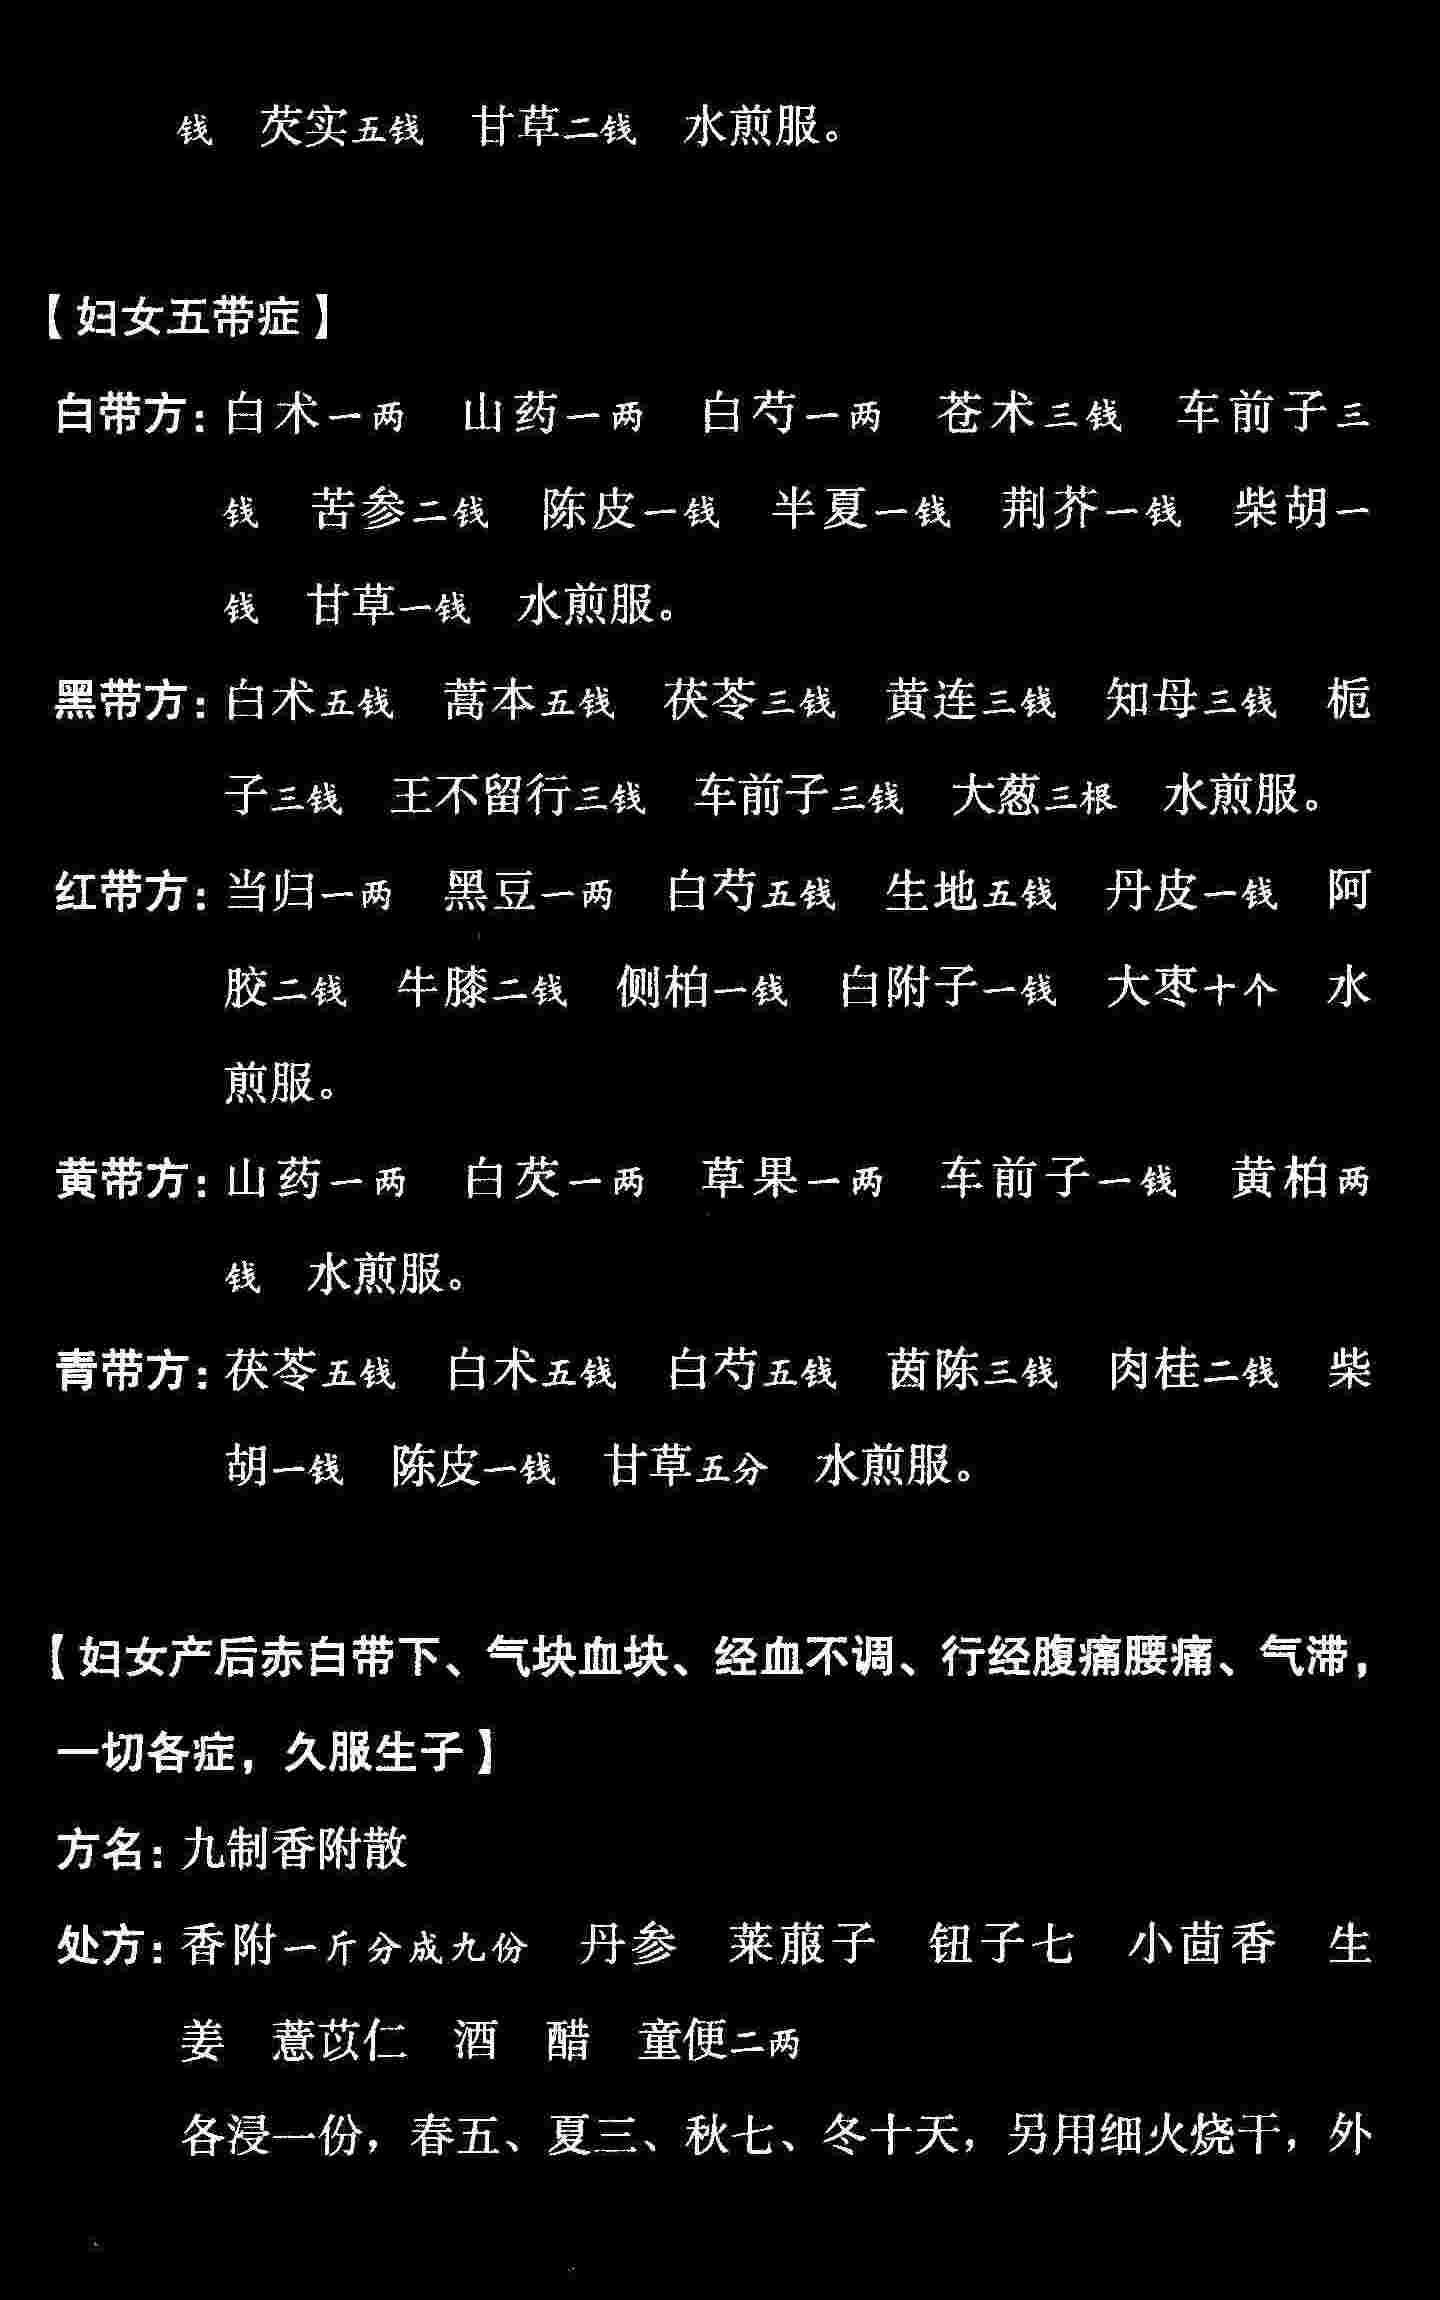 钱　芡实五钱　甘草二钱　水煎服。
【妇女五带症】
白带方：白术一两　山药一两　白芍一两　苍术三钱　车前子三
钱　苦参二钱　陈皮一钱　半夏一钱　荆芥一钱　柴胡一
钱　甘草一钱　水煎服。
黑带方：白术五钱　蒿本五钱　茯苓三钱　黄连三钱　知母三钱　栀
子三钱　王不留行三钱　车前子三钱　大葱三根　水煎服。
红带方：当归一两　黑豆一两　白芍五钱　生地五钱　丹皮一钱　阿
胶二钱　牛膝二钱　侧柏一钱　白附子一钱　大枣十个　水
煎服。
黄带方：山药一两　白芡一两　草果一两　车前子一钱　黄柏两
钱　水煎服。
青带方：茯苓五钱　白术五钱　白芍五钱　茵陈三钱　肉桂二钱　柴
胡一钱　陈皮一钱　甘草五分　水煎服。
【妇女产后赤白带下、气块血块、经血不调、行经腹痛腰痛、气滞，
一切各症，久服生子】
方名：九制香附散
处方：香附一斤分成九份　丹参　莱菔子　钮子七　小茴香　生
姜　薏苡仁　酒　醋　童便二两
各浸一份，春五、夏三、秋七、冬十天，另用细火烧干，外